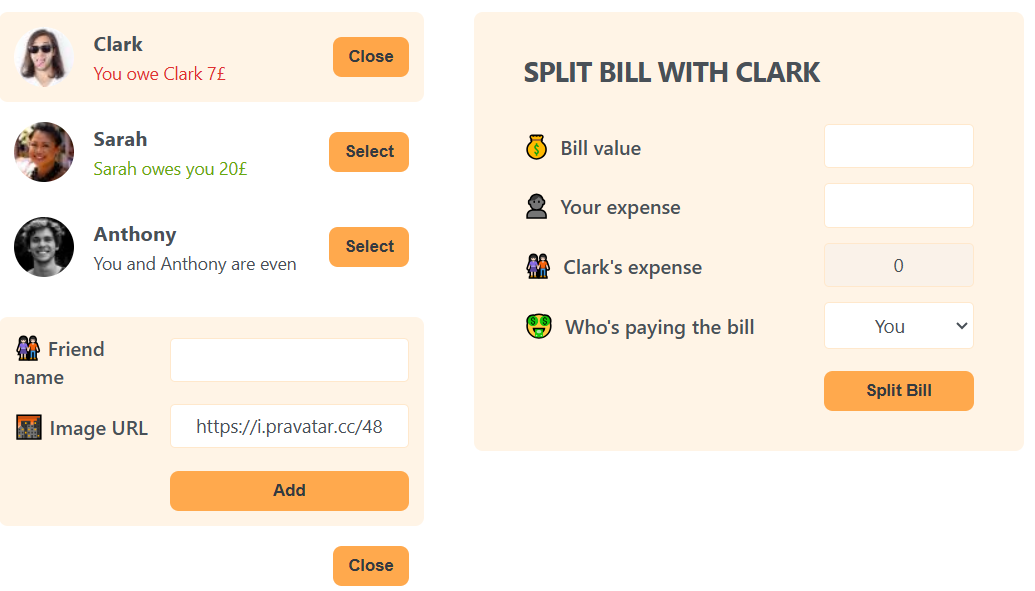 Clark
You owe Clark 7£
Close
Sarah
Sarah owes you 20£
Select
Anthony
You and Anthony are even
Select
Friend
name
Image URL
https://i.pravatar.cc/48
Add
Close
SPLIT BILL WITH CLARK
Bill value
Your expense
Clark's expense
0
Who's paying the bill
You
Split Bill